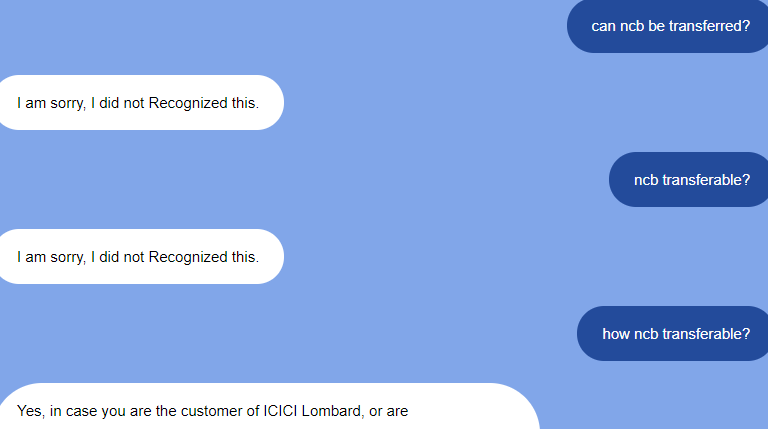 can ncb be transferred?
I am sorry, I did not Recognized this.
ncb transferable?
I am sorry, I did not Recognized this.
how ncb transferable?
Yes, in case you are the customer of ICICI Lombard, or are